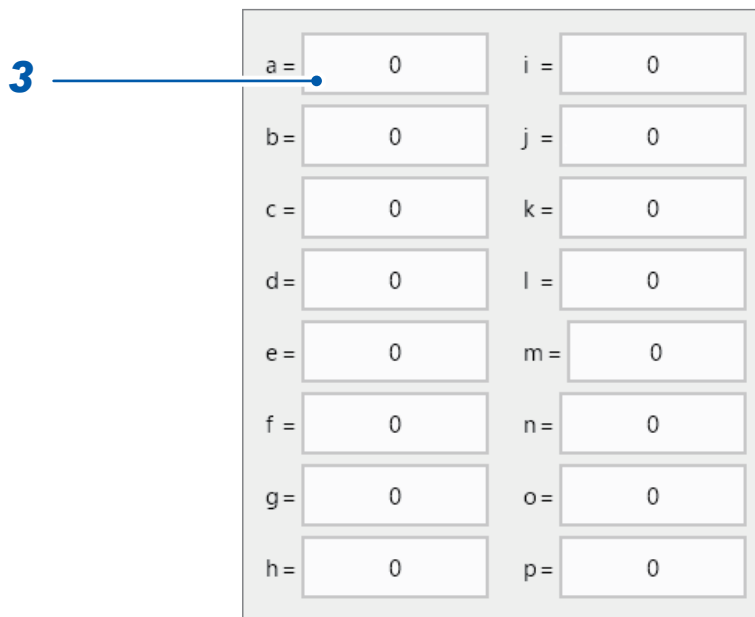 3
a = 0 i = 0
b = 0 j = 0
c = 0 k = 0
d = 0 l = 0
e = 0 m = 0
f = 0 n = 0
g = 0 o = 0
h = 0 p = 0